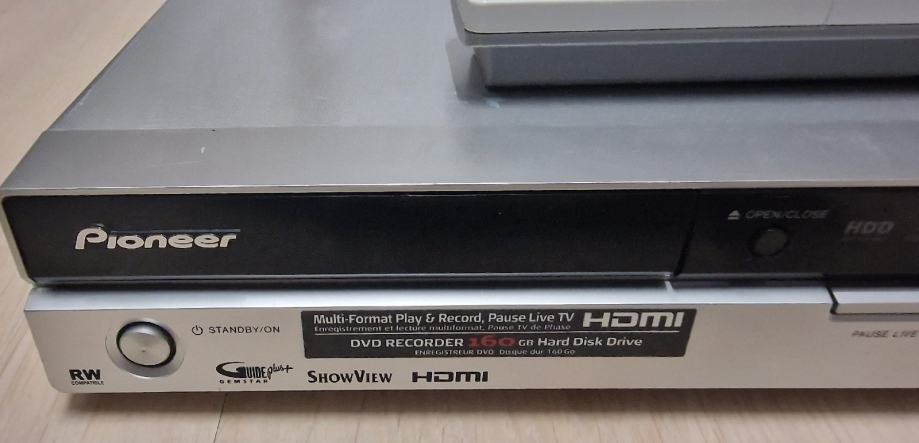 Pioneer
OPEN/CLOSE
HDD
STANDBY/ON
Multi-Format Play & Record, Pause Live TV HDMI
Enregistrement et lecture multiformat, Pause TV de Phase
DVD RECORDER 160 GB Hard Disk Drive
ENREGISTREUR DVD Disque dur 160 Go
PAUSE LIVE
RW
COMPATIBLE
GUIDE Plus+
GEMSTAR
SHOWVIEW
HDMI